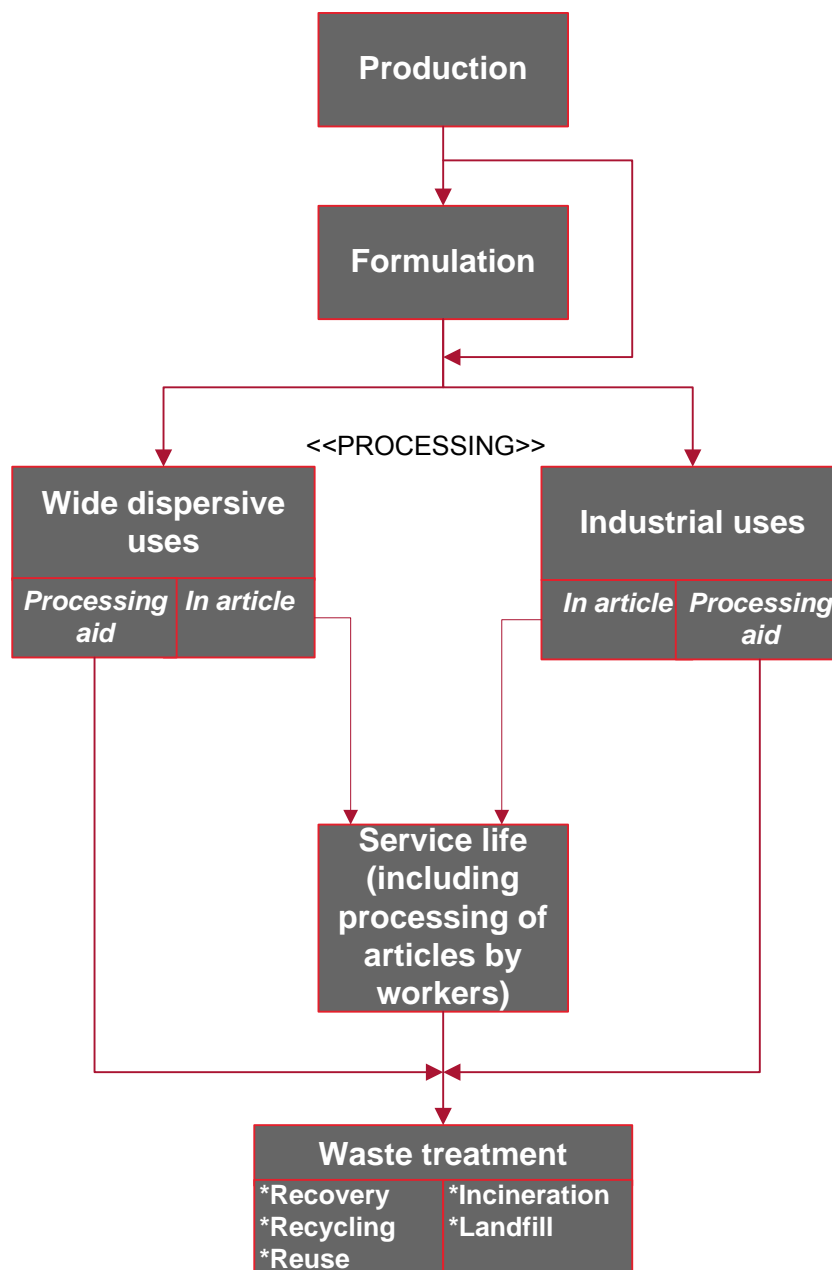 Production
Formulation
<<PROCESSING>>
Wide dispersive
uses
Processing
aid
In article
Industrial uses
In article
Processing
aid
Service life
(including
processing of
articles by
workers)
Waste treatment
*Recovery
*Recycling
*Reuse
*Incineration
*Landfill